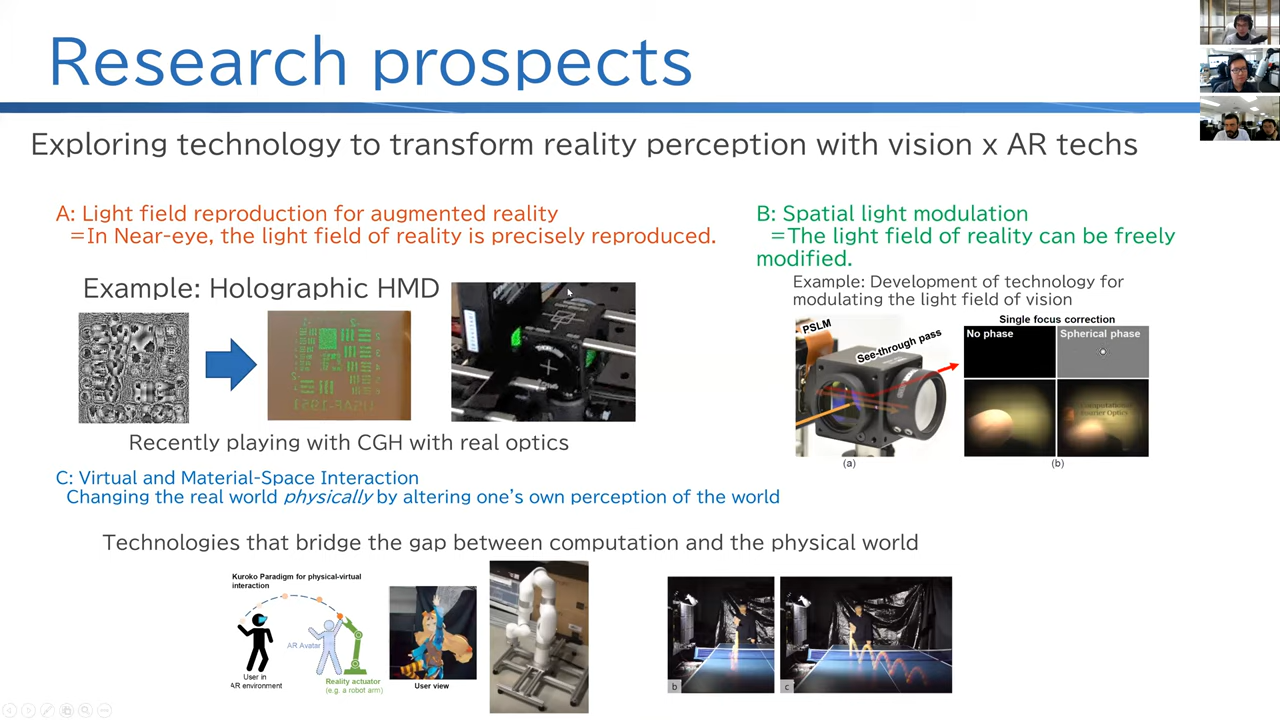 Research prospects
Exploring technology to transform reality perception with vision x AR techs
A: Light field reproduction for augmented reality
=In Near-eye, the light field of reality is precisely reproduced.
Example: Holographic HMD
USAF-1951
Recently playing with CGH with real optics
B: Spatial light modulation
=The light field of reality can be freely
modified.
Example: Development of technology for
modulating the light field of vision
PSLM
See-through pass
(a)
Single focus correction
No phase
Spherical phase
Computational
Fourier Optics
(b)
C: Virtual and Material-Space Interaction
Changing the real world physically by altering one's own perception of the world
Technologies that bridge the gap between computation and the physical world
Kuroko Paradigm for physical-virtual
interaction
AR Avatar
User in
AR environment
Reality actuator
(e.g. a robot arm)
User view
b
c